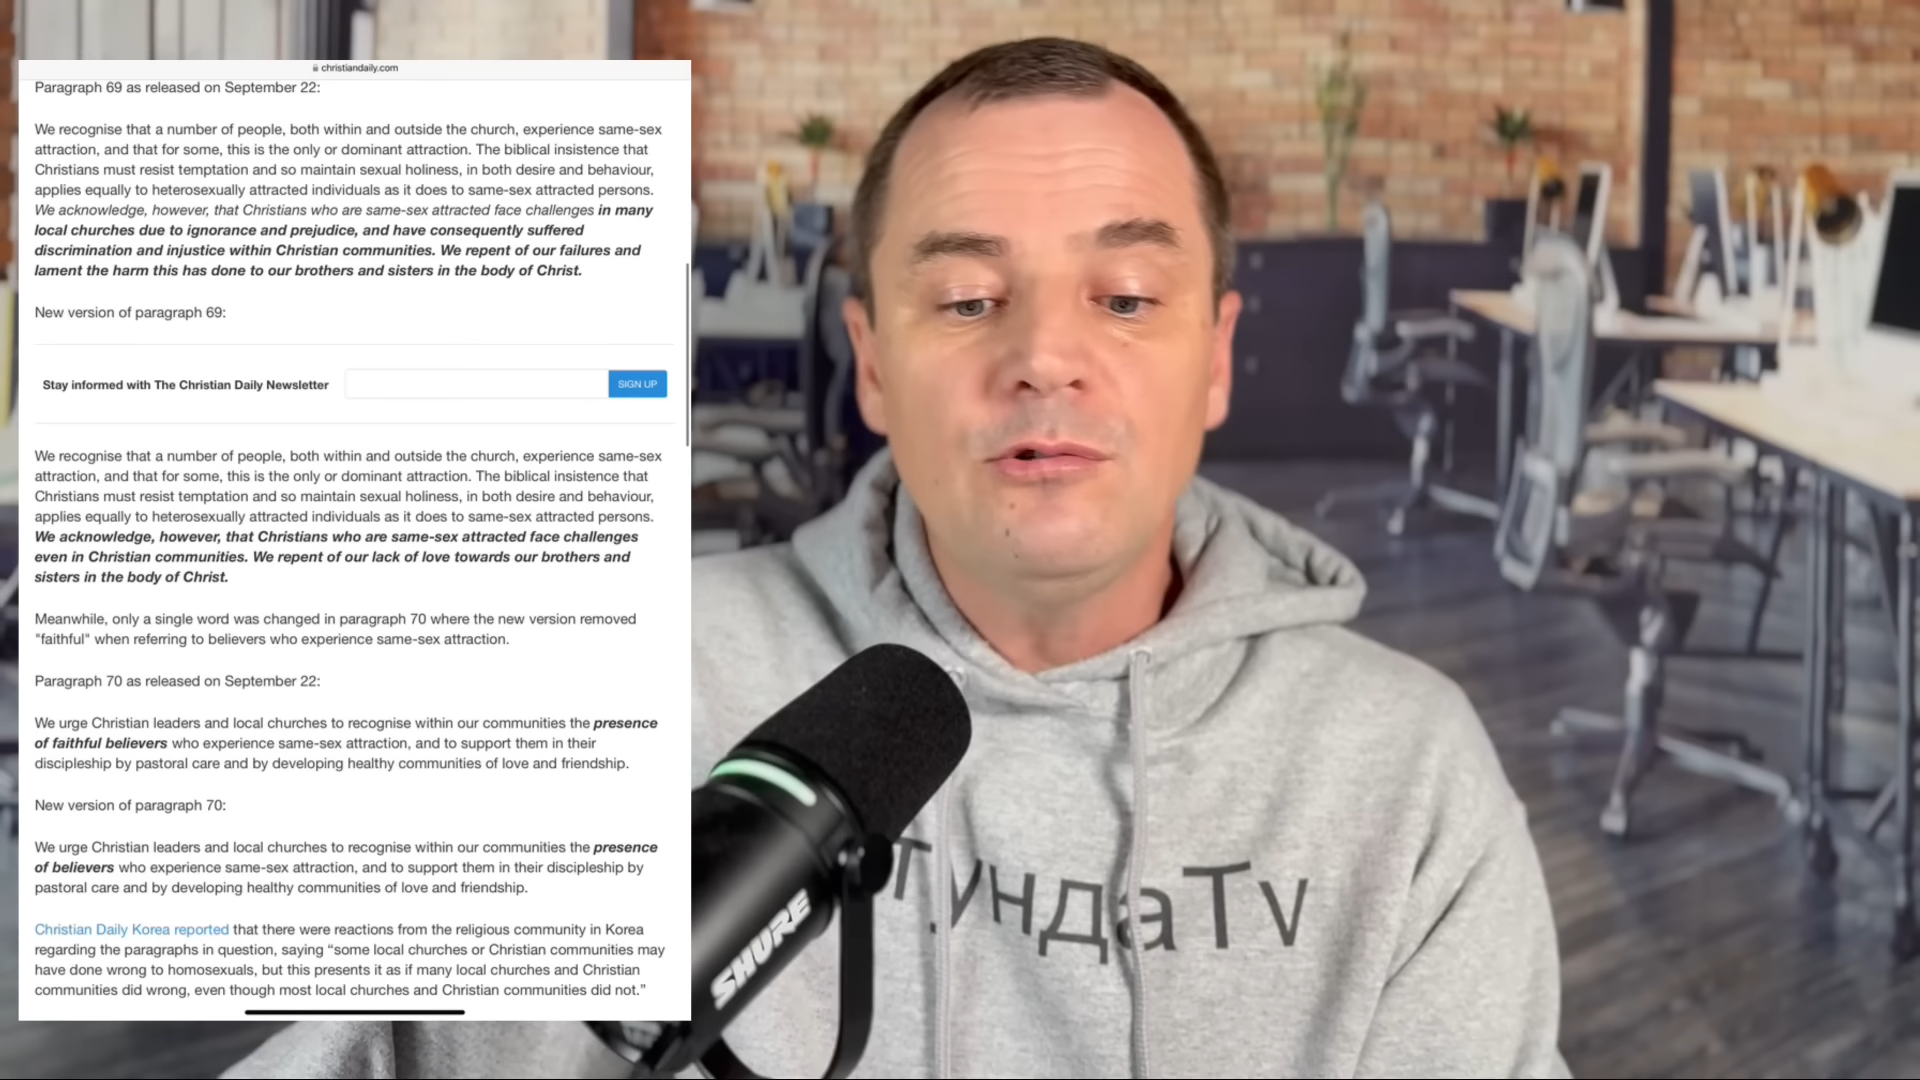 christiandaily.com
Paragraph 69 as released on September 22:
We recognise that a number of people, both within and outside the church, experience same-sex
attraction, and that for some, this is the only or dominant attraction. The biblical insistence that
Christians must resist temptation and so maintain sexual holiness, in both desire and behaviour,
applies equally to heterosexually attracted individuals as it does to same-sex attracted persons.
We acknowledge, however, that Christians who are same-sex attracted face challenges in many
local churches due to ignorance and prejudice, and have consequently suffered
discrimination and injustice within Christian communities. We repent of our failures and
lament the harm this has done to our brothers and sisters in the body of Christ.
New version of paragraph 69:
Stay informed with The Christian Daily Newsletter SIGN UP
We recognise that a number of people, both within and outside the church, experience same-sex
attraction, and that for some, this is the only or dominant attraction. The biblical insistence that
Christians must resist temptation and so maintain sexual holiness, in both desire and behaviour,
applies equally to heterosexually attracted individuals as it does to same-sex attracted persons.
We acknowledge, however, that Christians who are same-sex attracted face challenges
even in Christian communities. We repent of our lack of love towards our brothers and
sisters in the body of Christ.
Meanwhile, only a single word was changed in paragraph 70 where the new version removed
"faithful" when referring to believers who experience same-sex attraction.
Paragraph 70 as released on September 22:
We urge Christian leaders and local churches to recognise within our communities the presence
of faithful believers who experience same-sex attraction, and to support them in their
discipleship by pastoral care and by developing healthy communities of love and friendship.
New version of paragraph 70:
We urge Christian leaders and local churches to recognise within our communities the presence
of believers who experience same-sex attraction, and to support them in their discipleship by
pastoral care and by developing healthy communities of love and friendship.
Christian Daily Korea reported that there were reactions from the religious community in Korea
regarding the paragraphs in question, saying “some local churches or Christian communities may
have done wrong to homosexuals, but this presents it as if many local churches and Christian
communities did wrong, even though most local churches and Christian communities did not.”
SHURE